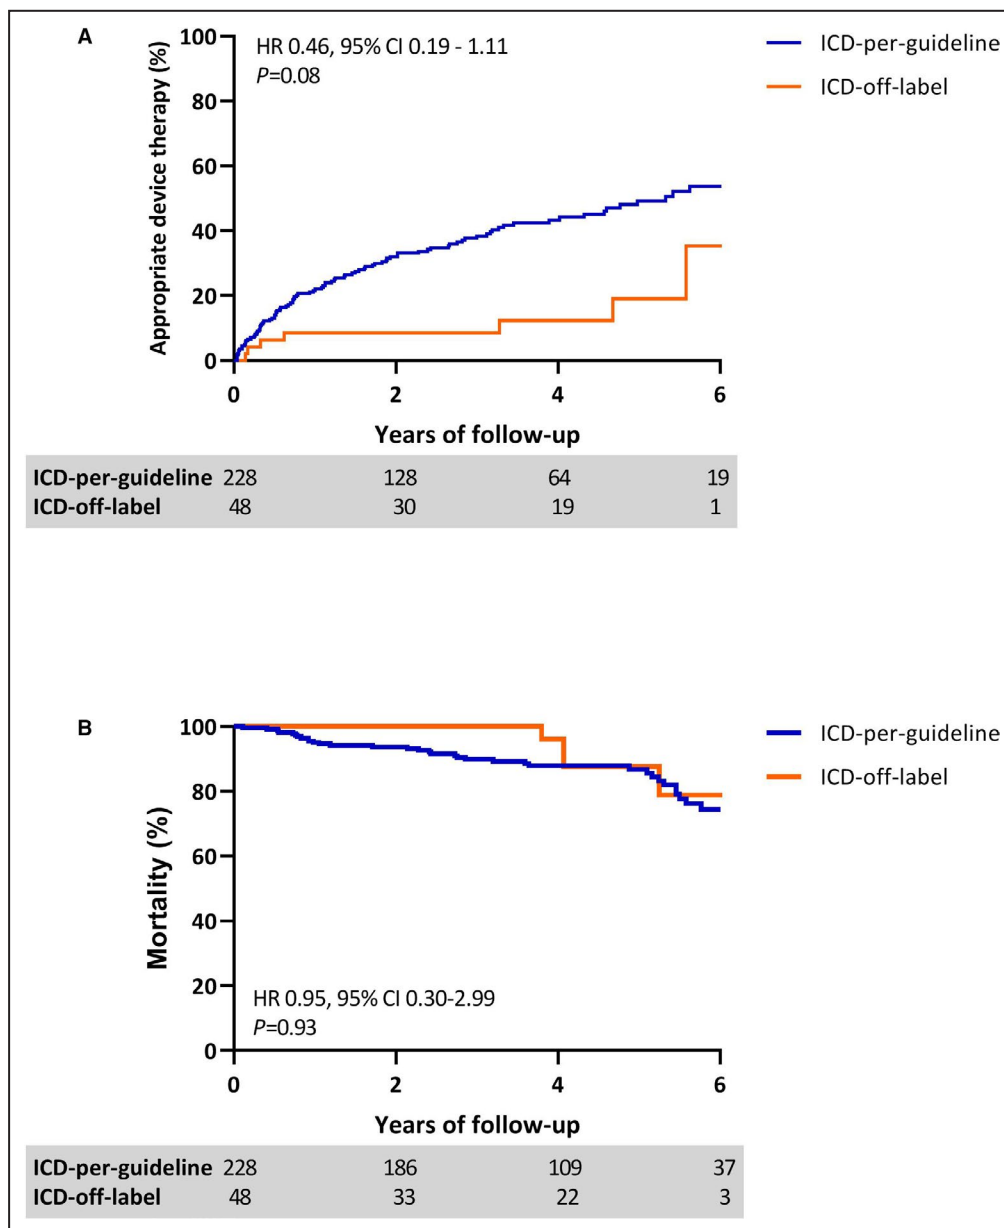 A
HR 0.46, 95% CI 0.19 - 1.11
P=0.08
ICD-per-guideline
ICD-off-label
Appropriate device therapy (%)
100
80
60
40
20
0
0 2 4 6
Years of follow-up
ICD-per-guideline 228 128 64 19
ICD-off-label 48 30 19 1
B
ICD-per-guideline
ICD-off-label
Mortality (%)
100
80
60
40
20
0
HR 0.95, 95% CI 0.30-2.99
P=0.93
0 2 4 6
Years of follow-up
ICD-per-guideline 228 186 109 37
ICD-off-label 48 33 22 3